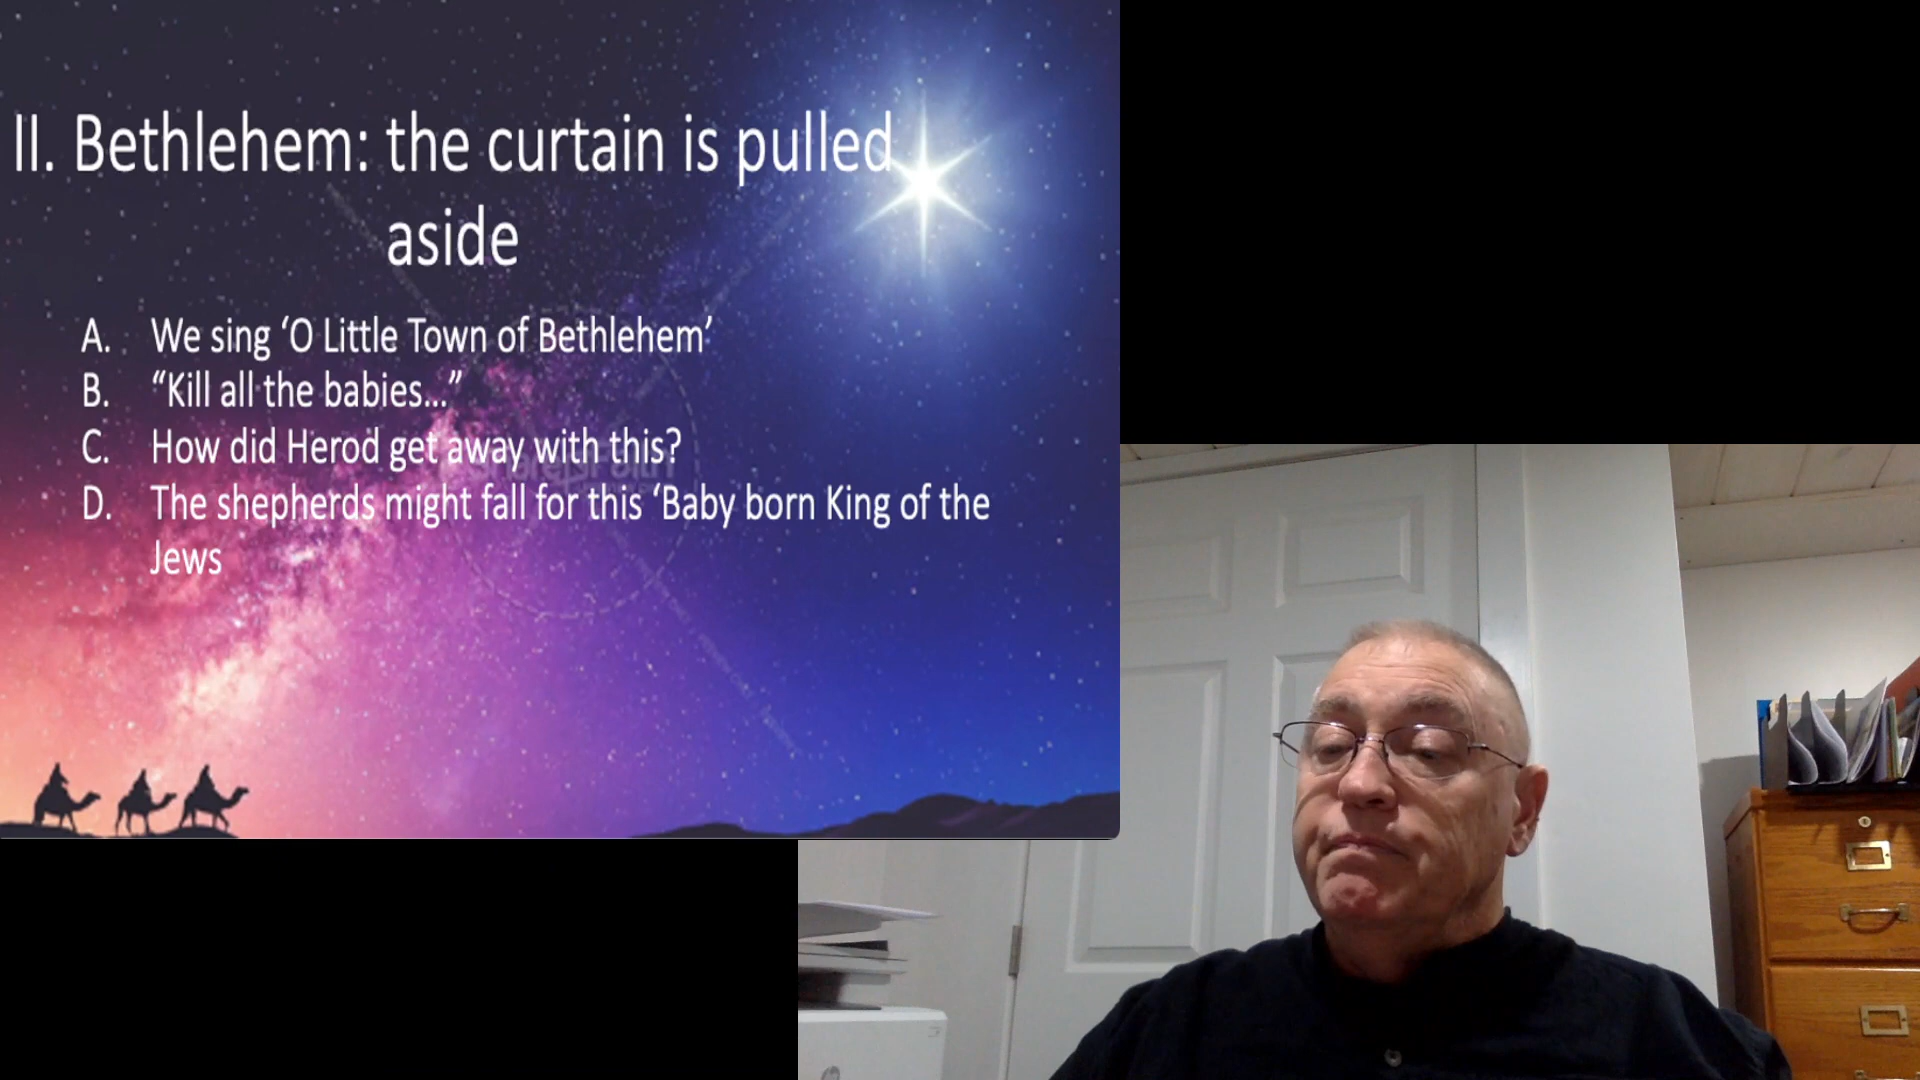 II. Bethlehem: the curtain is pulled
aside
A. We sing ‘O Little Town of Bethlehem’
B. “Kill all the babies...”
C. How did Herod get away with this?
D. The shepherds might fall for this ‘Baby born King of the
Jews